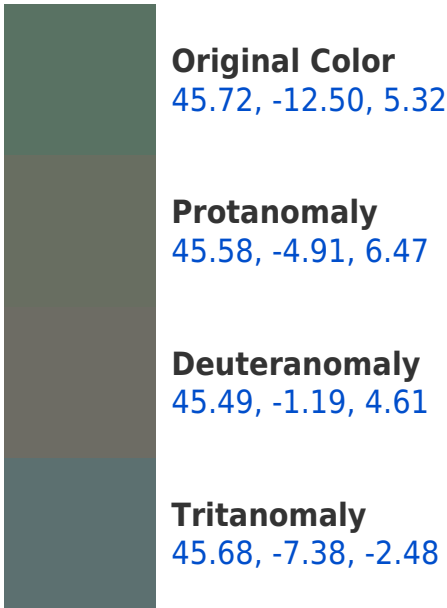 Original Color
45.72, -12.50, 5.32
Protanomaly
45.58, -4.91, 6.47
Deuteranomaly
45.49, -1.19, 4.61
Tritanomaly
45.68, -7.38, -2.48